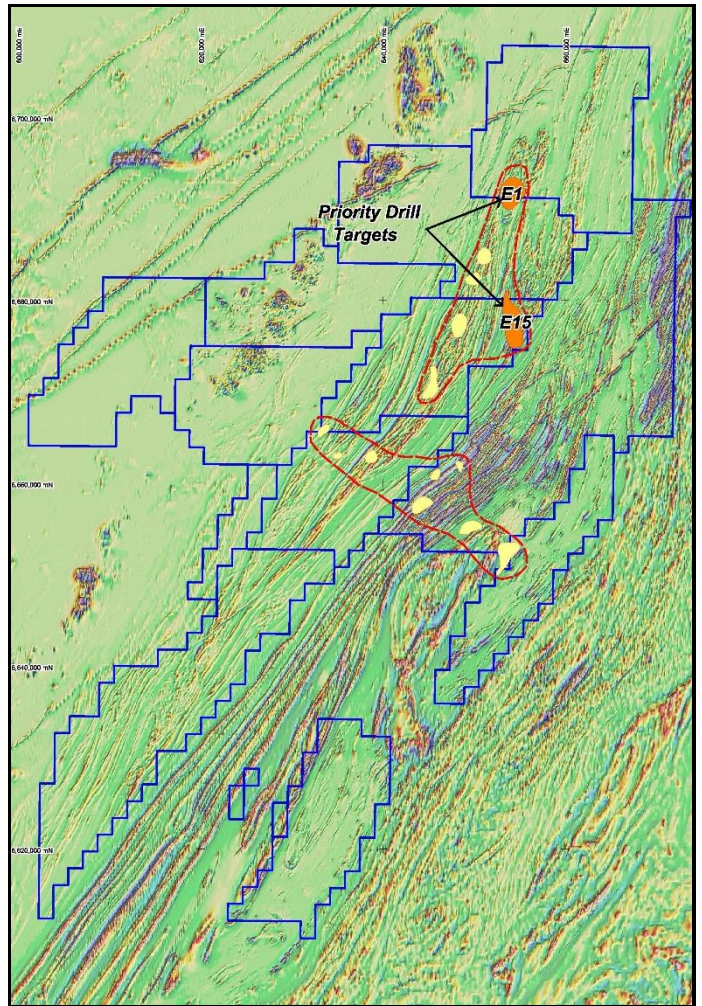 600,000 mE
620,000 mE
640,000 mE
660,000 mE
6,700,000 mN
Priority Drill
Targets
E1
6,680,000 mN
E15
6,660,000 mN
6,640,000 mN
6,620,000 mN